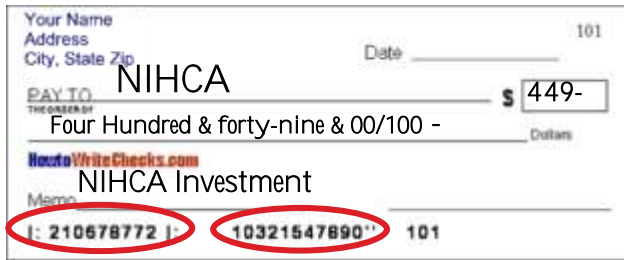 Your Name
101
Address
City, State Zip
Date
NIHCA
PAY TO
THE ORDER OF
$ 449-
Four Hundred & forty-nine & 00/100 -
Dollars
HowtoWriteChecks.com
NIHCA Investment
Memo
|: 210678772 |: 10321547890" 101